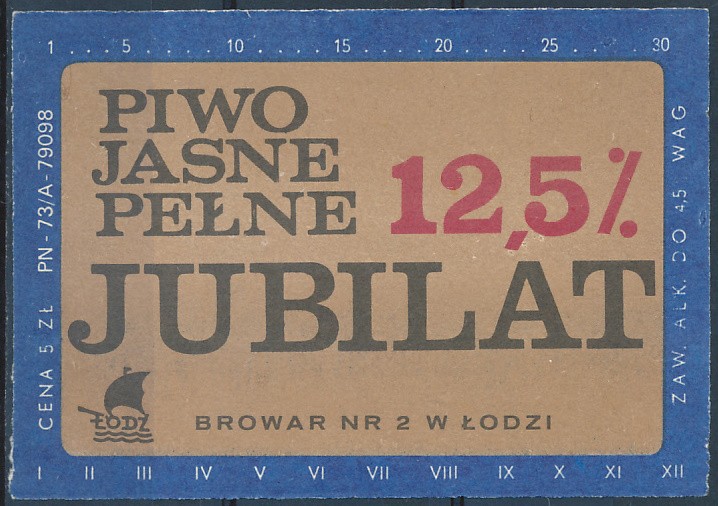 1 . . . 5 . . . . 10 . . . . 15 . . . . 20 . . . . 25 . . . . 30
CENA 5 ZŁ PN - 73/A - 79098
PIWO
JASNE
PEŁNE
12,5%
JUBILAT
ŁÓDŹ
BROWAR NR 2 W ŁODZI
ZAW. ALK. DO 4,5 WAG
I II III IV V VI VII VIII IX X XI XII